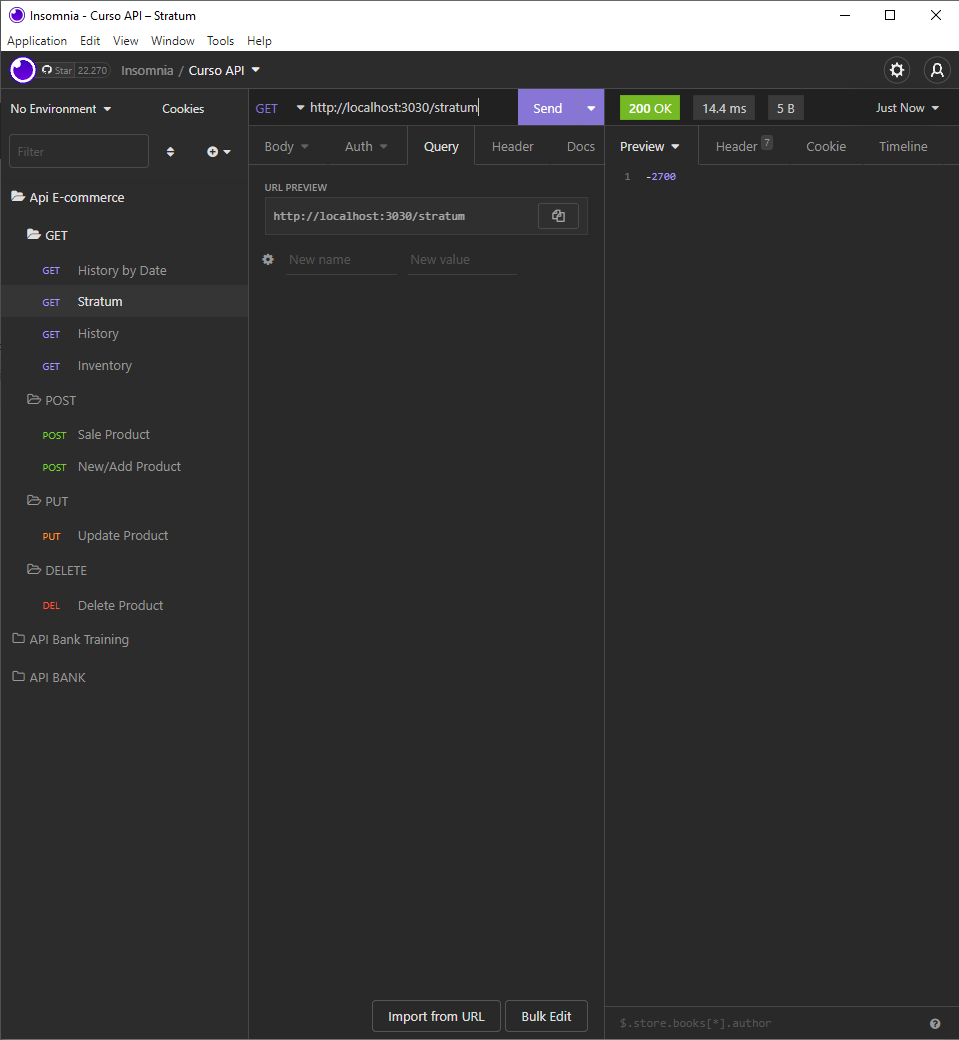 Insomnia - Curso API – Stratum
Application Edit View Window Tools Help
Star 22,270 Insomnia / Curso API
No Environment Cookies
Filter
Api E-commerce
GET
GET History by Date
GET Stratum
GET History
GET Inventory
POST
POST Sale Product
POST New/Add Product
PUT
PUT Update Product
DELETE
DEL Delete Product
API Bank Training
API BANK
GET http://localhost:3030/stratum Send
Body Auth Query Header Docs
URL PREVIEW
http://localhost:3030/stratum
New name New value
Import from URL Bulk Edit
200 OK 14.4 ms 5 B Just Now
Preview Header 7 Cookie Timeline
1 -2700
$.store.books[*].author